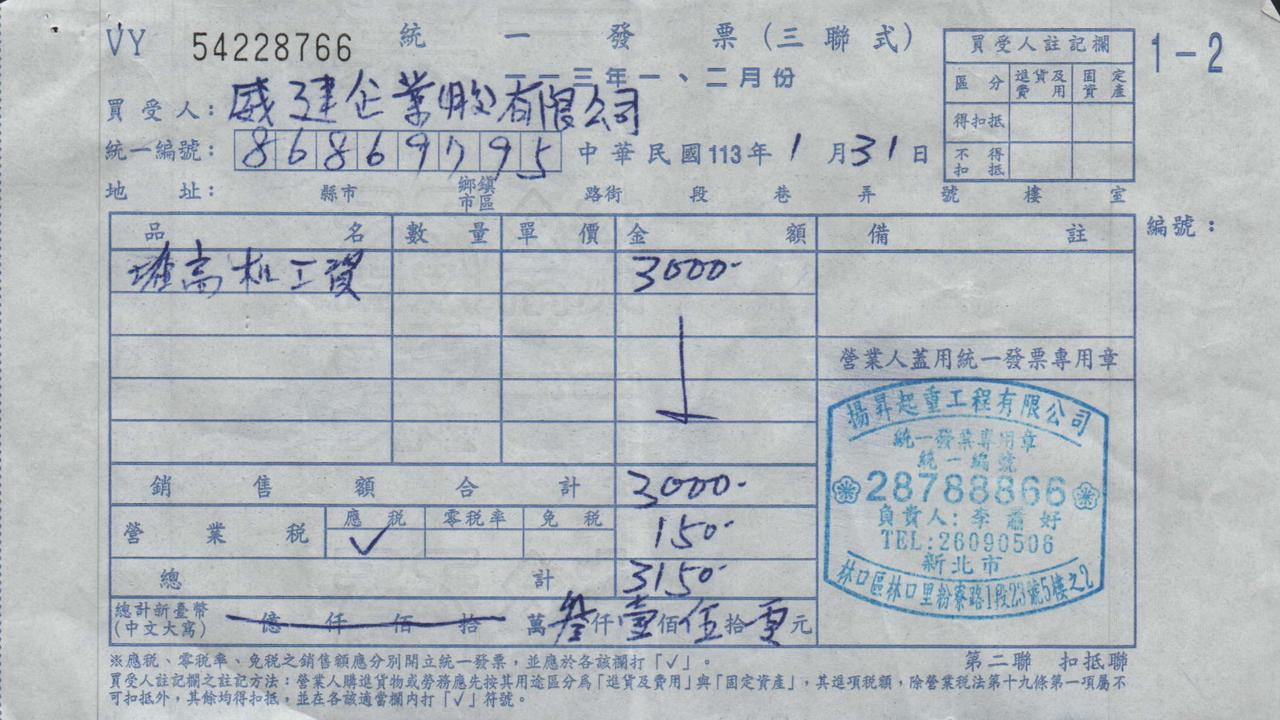 VY 54228766 統一發票(三聯式)
一一三年一、二月份
1-2
買受人註記欄
區分 進貨及費用 固定資產
得扣抵
不得扣抵
買受人：威建企業股份有限公司
統一編號：86869795 中華民國113年1月31日
地址： 縣市 鄉鎮市區 路街 段 巷 弄 號 樓 室
編號：
品名 數量 單價 金額 備註
堆高机工資 3000-
營業人蓋用統一發票專用章
銷售額合計 3000-
營業稅 應稅 零稅率 免稅 150-
✓
總計 3150-
總計新臺幣(中文大寫) 億仟佰拾萬叁仟壹佰伍拾零元
揚昇起重工程有限公司
統一發票專用章
統一編號
28788866
負責人：李蕭好
TEL:26090506
新北市
林口區林口里粉寮路1段23號5樓之2
第二聯 扣抵聯
※應稅、零稅率、免稅之銷售額應分別開立統一發票，並應於各該欄打「✓」。
買受人註記欄之註記方法：營業人購進貨物或勞務應先按其用途區分爲「進貨及費用」與「固定資產」，其進項稅額，除營業稅法第十九條第一項屬不
可扣抵外，其餘均得扣抵，並在各該適當欄內打「✓」符號。